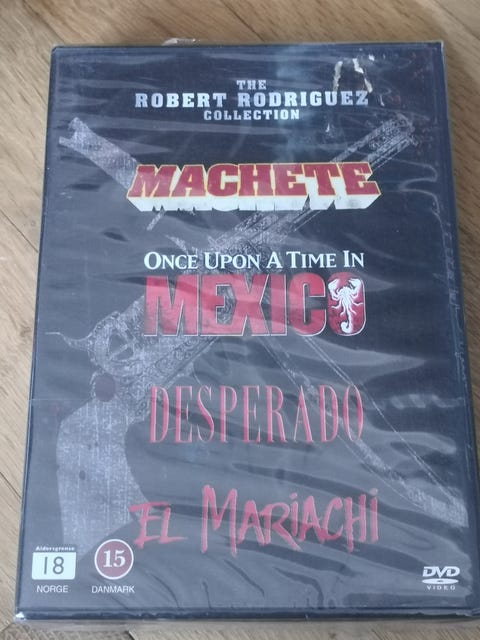 THE
ROBERT RODRIGUEZ
COLLECTION
MACHETE
ONCE UPON A TIME IN
MEXICO
DESPERADO
EL MARIACHI
Aldersgrense
18
NORGE
15
DANMARK
DVD
VIDEO